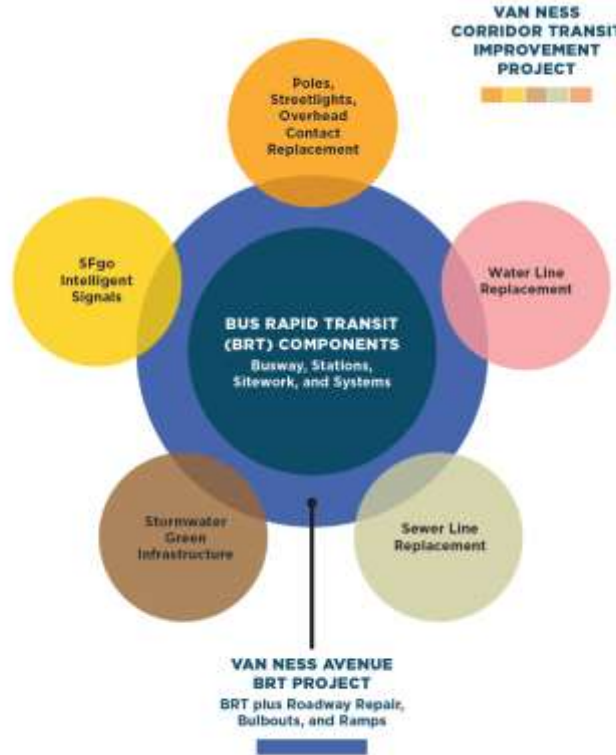 VAN NESS
CORRIDOR TRANSIT
IMPROVEMENT
PROJECT
Poles,
Streetlights,
Overhead
Contact
Replacement
SFgo
Intelligent
Signals
Water Line
Replacement
BUS RAPID TRANSIT
(BRT) COMPONENTS
Busway, Stations,
Sitework, and Systems
Stormwater
Green
Infrastructure
Sewer Line
Replacement
VAN NESS AVENUE
BRT PROJECT
BRT plus Roadway Repair,
Bulbouts, and Ramps